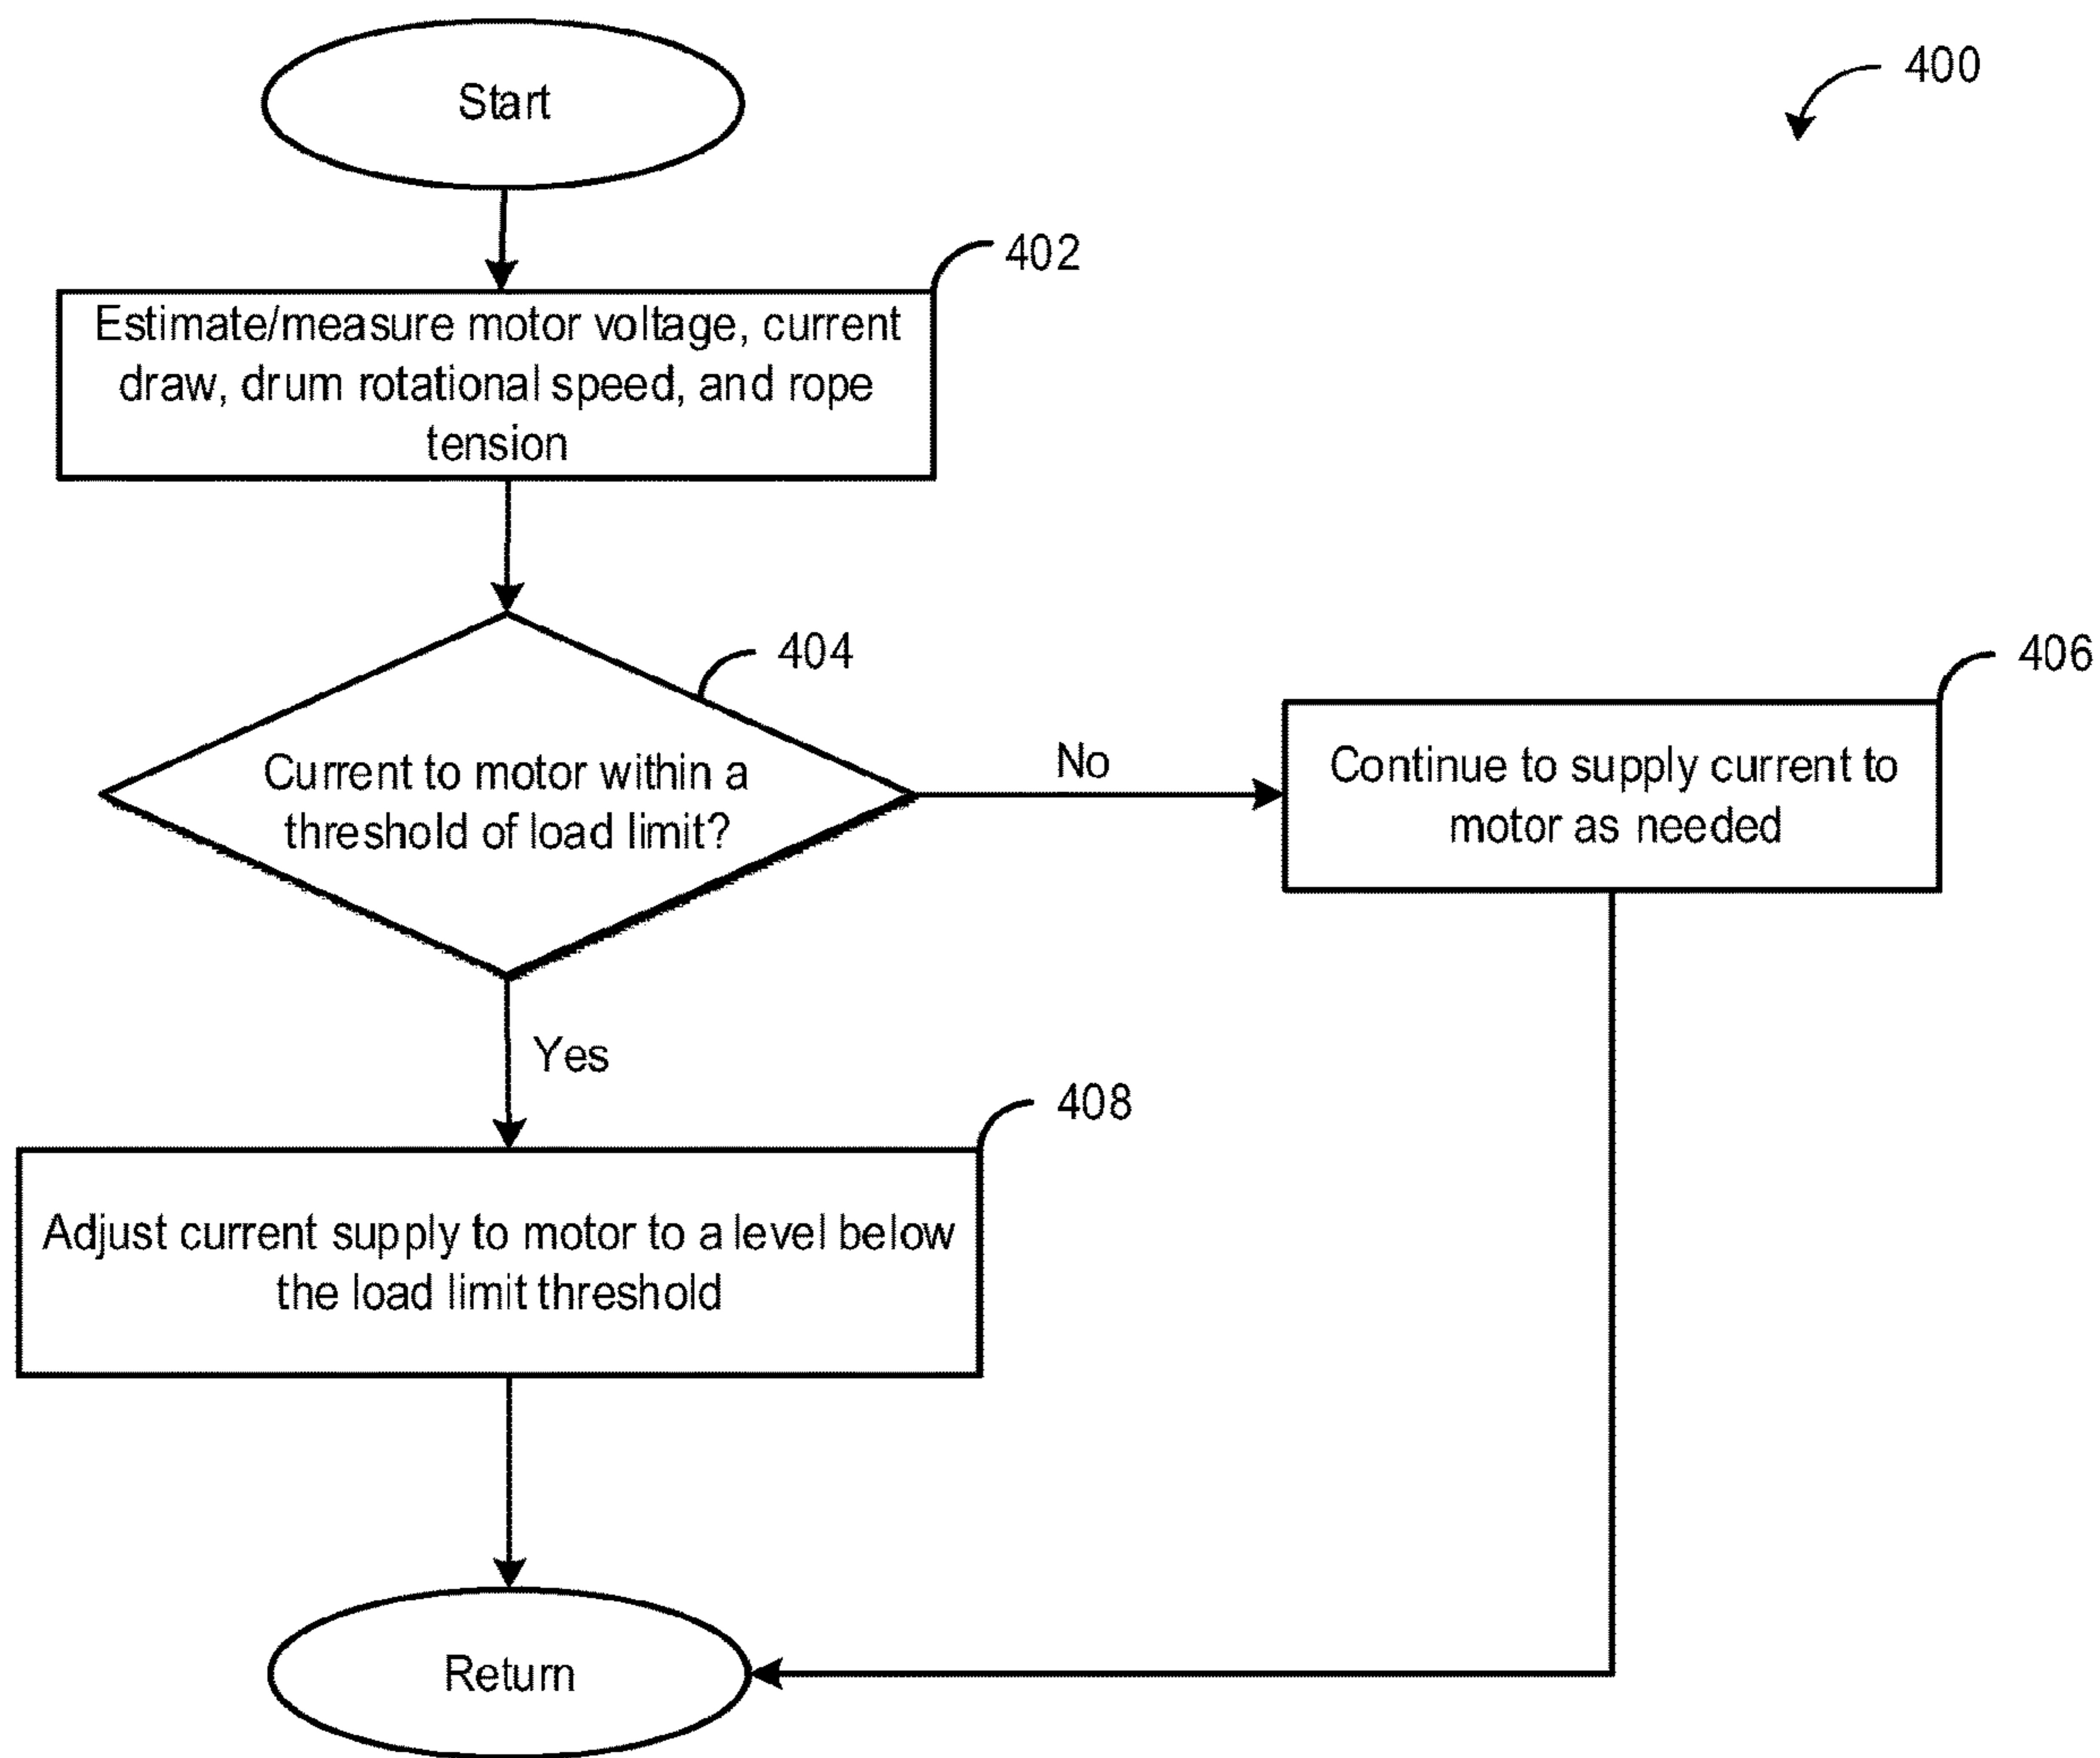 Start
400
402
Estimate/measure motor voltage, current
draw, drum rotational speed, and rope
tension
404
Current to motor within a
threshold of load limit?
No
406
Continue to supply current to
motor as needed
Yes
408
Adjust current supply to motor to a level below
the load limit threshold
Return